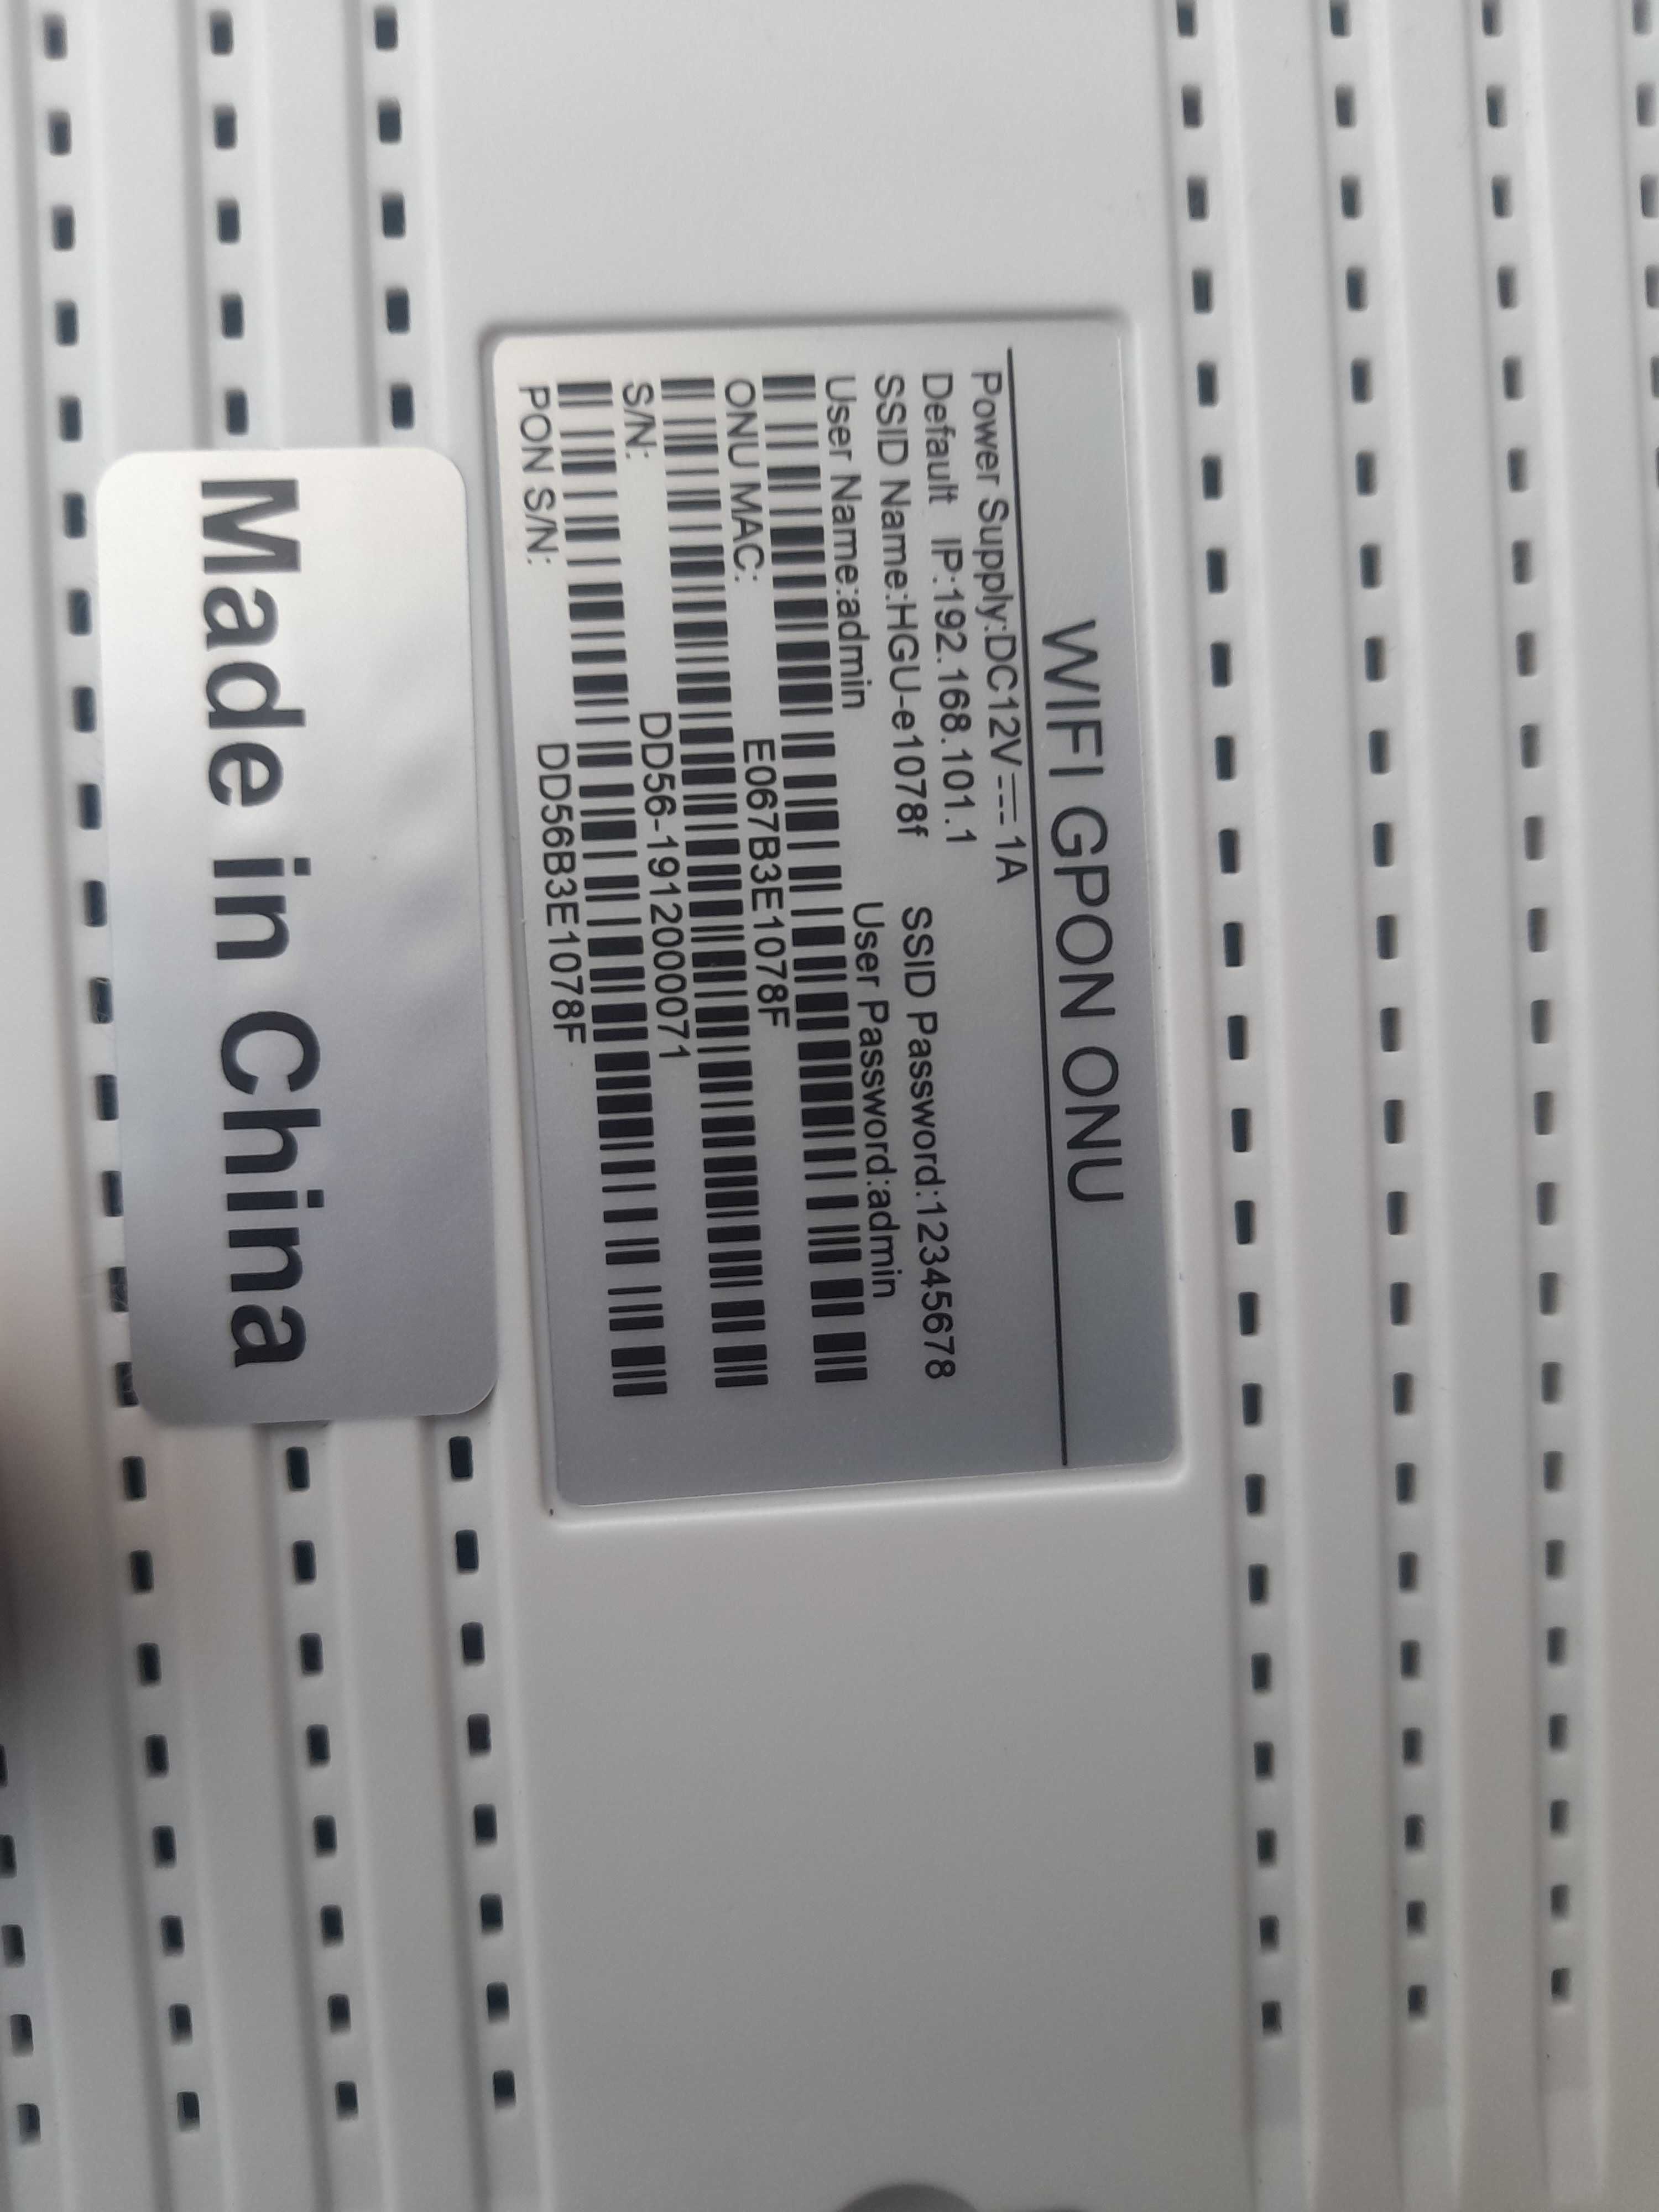 WIFI GPON ONU
Power Supply:DC12V⎓1A
Default IP:192.168.101.1
SSID Name:HGU-e1078f SSID Password:12345678
User Name:admin User Password:admin
ONU MAC: E067B3E1078F
S/N: DD56-1912000071
PON S/N: DD56B3E1078F
Made in China